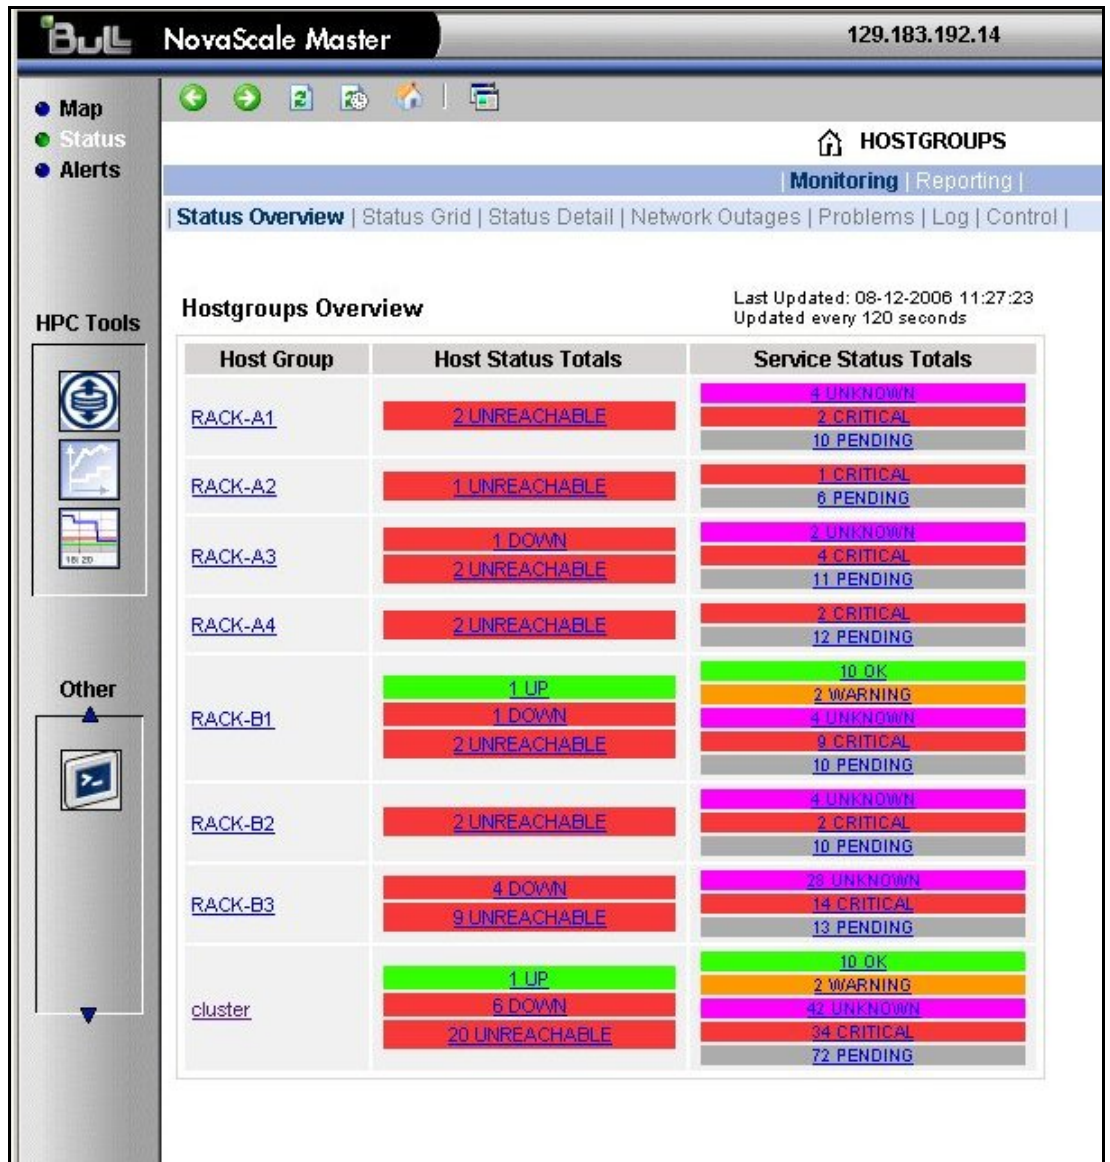 Bull NovaScale Master 129.183.192.14
Map
Status
Alerts
HOSTGROUPS
| Monitoring | Reporting |
| Status Overview | Status Grid | Status Detail | Network Outages | Problems | Log | Control |
Hostgroups Overview
Last Updated: 08-12-2006 11:27:23
Updated every 120 seconds
HPC Tools
Other
Host Group Host Status Totals Service Status Totals
RACK-A1
2 UNREACHABLE
4 UNKNOWN
2 CRITICAL
10 PENDING
RACK-A2
1 UNREACHABLE
1 CRITICAL
6 PENDING
RACK-A3
1 DOWN
2 UNREACHABLE
2 UNKNOWN
4 CRITICAL
11 PENDING
RACK-A4
2 UNREACHABLE
2 CRITICAL
12 PENDING
RACK-B1
1 UP
1 DOWN
2 UNREACHABLE
10 OK
2 WARNING
4 UNKNOWN
9 CRITICAL
10 PENDING
RACK-B2
2 UNREACHABLE
4 UNKNOWN
2 CRITICAL
10 PENDING
RACK-B3
4 DOWN
9 UNREACHABLE
28 UNKNOWN
14 CRITICAL
13 PENDING
cluster
1 UP
6 DOWN
20 UNREACHABLE
10 OK
2 WARNING
42 UNKNOWN
34 CRITICAL
72 PENDING